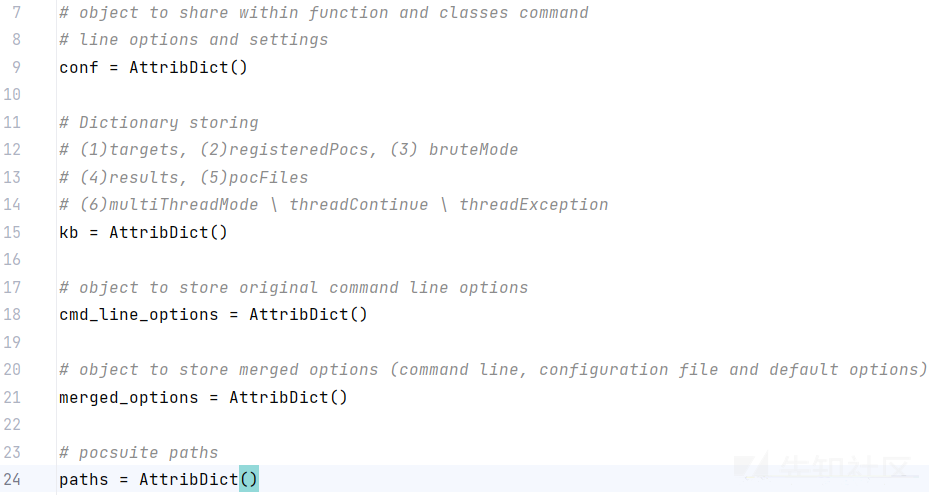 7 # object to share within function and classes command
8 # line options and settings
9 conf = AttribDict()
10
11 # Dictionary storing
12 # (1)targets, (2)registeredPocs, (3) bruteMode
13 # (4)results, (5)pocFiles
14 # (6)multiThreadMode \ threadContinue \ threadException
15 kb = AttribDict()
16
17 # object to store original command line options
18 cmd_line_options = AttribDict()
19
20 # object to store merged options (command line, configuration file and default options)
21 merged_options = AttribDict()
22
23 # pocsuite paths
24 paths = AttribDict()
先知社区